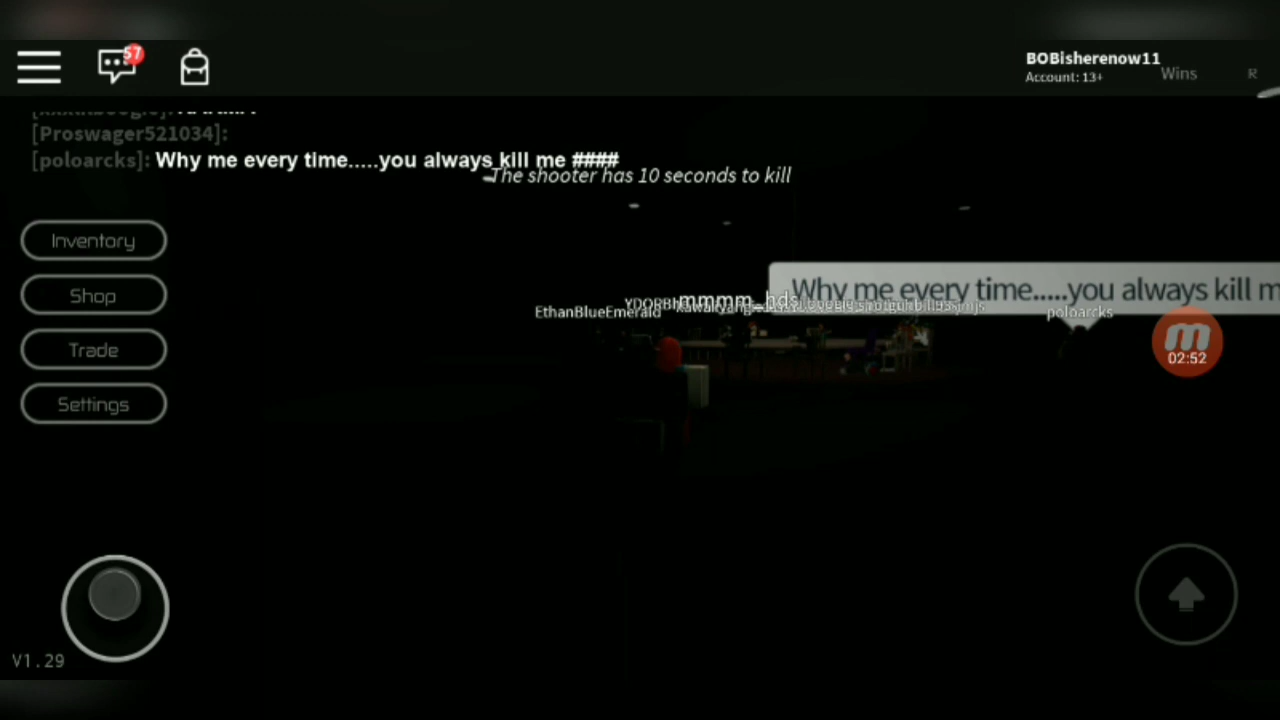 57
BOBisherenow11
Account: 13+
Wins
R
[Proswager521034]:
[poloarcks]: Why me every time.....you always kill me ####
The shooter has 10 seconds to kill
Inventory
Why me every time.....you always kill m
Shop
mmmm_hds
EthanBlueEmerald
poloarcks
m
02:52
Trade
Settings
V1.29